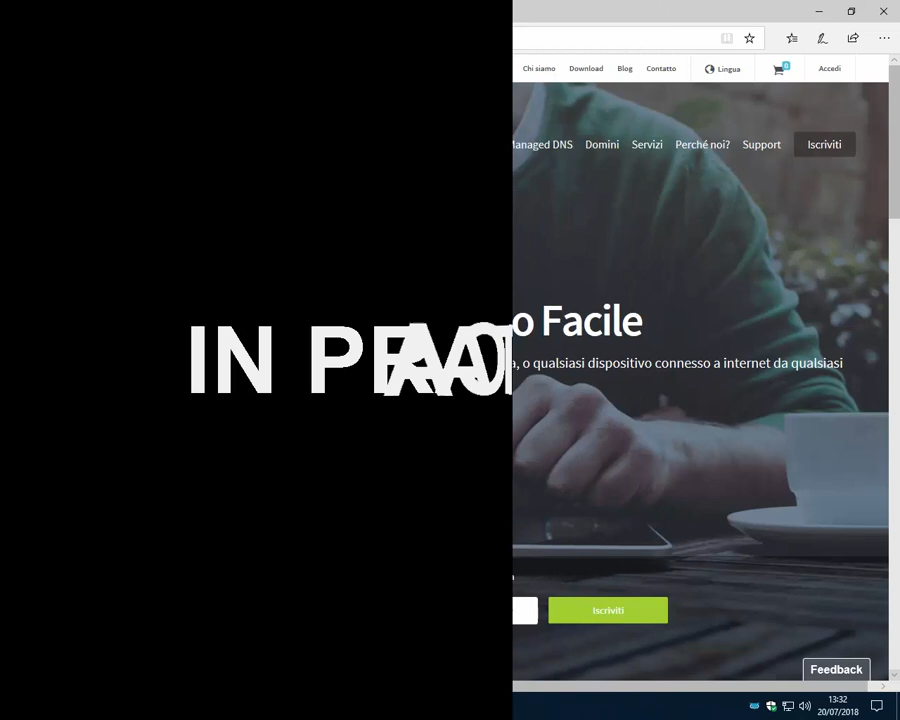 Chi siamo Download Blog Contatto Lingua 0 Accedi
DNS Domini Servizi Perché noi? Support Iscriviti
o Facile
IN
a, o qualsiasi dispositivo connesso a internet da qualsiasi
Iscriviti
Feedback
13:32
20/07/2018